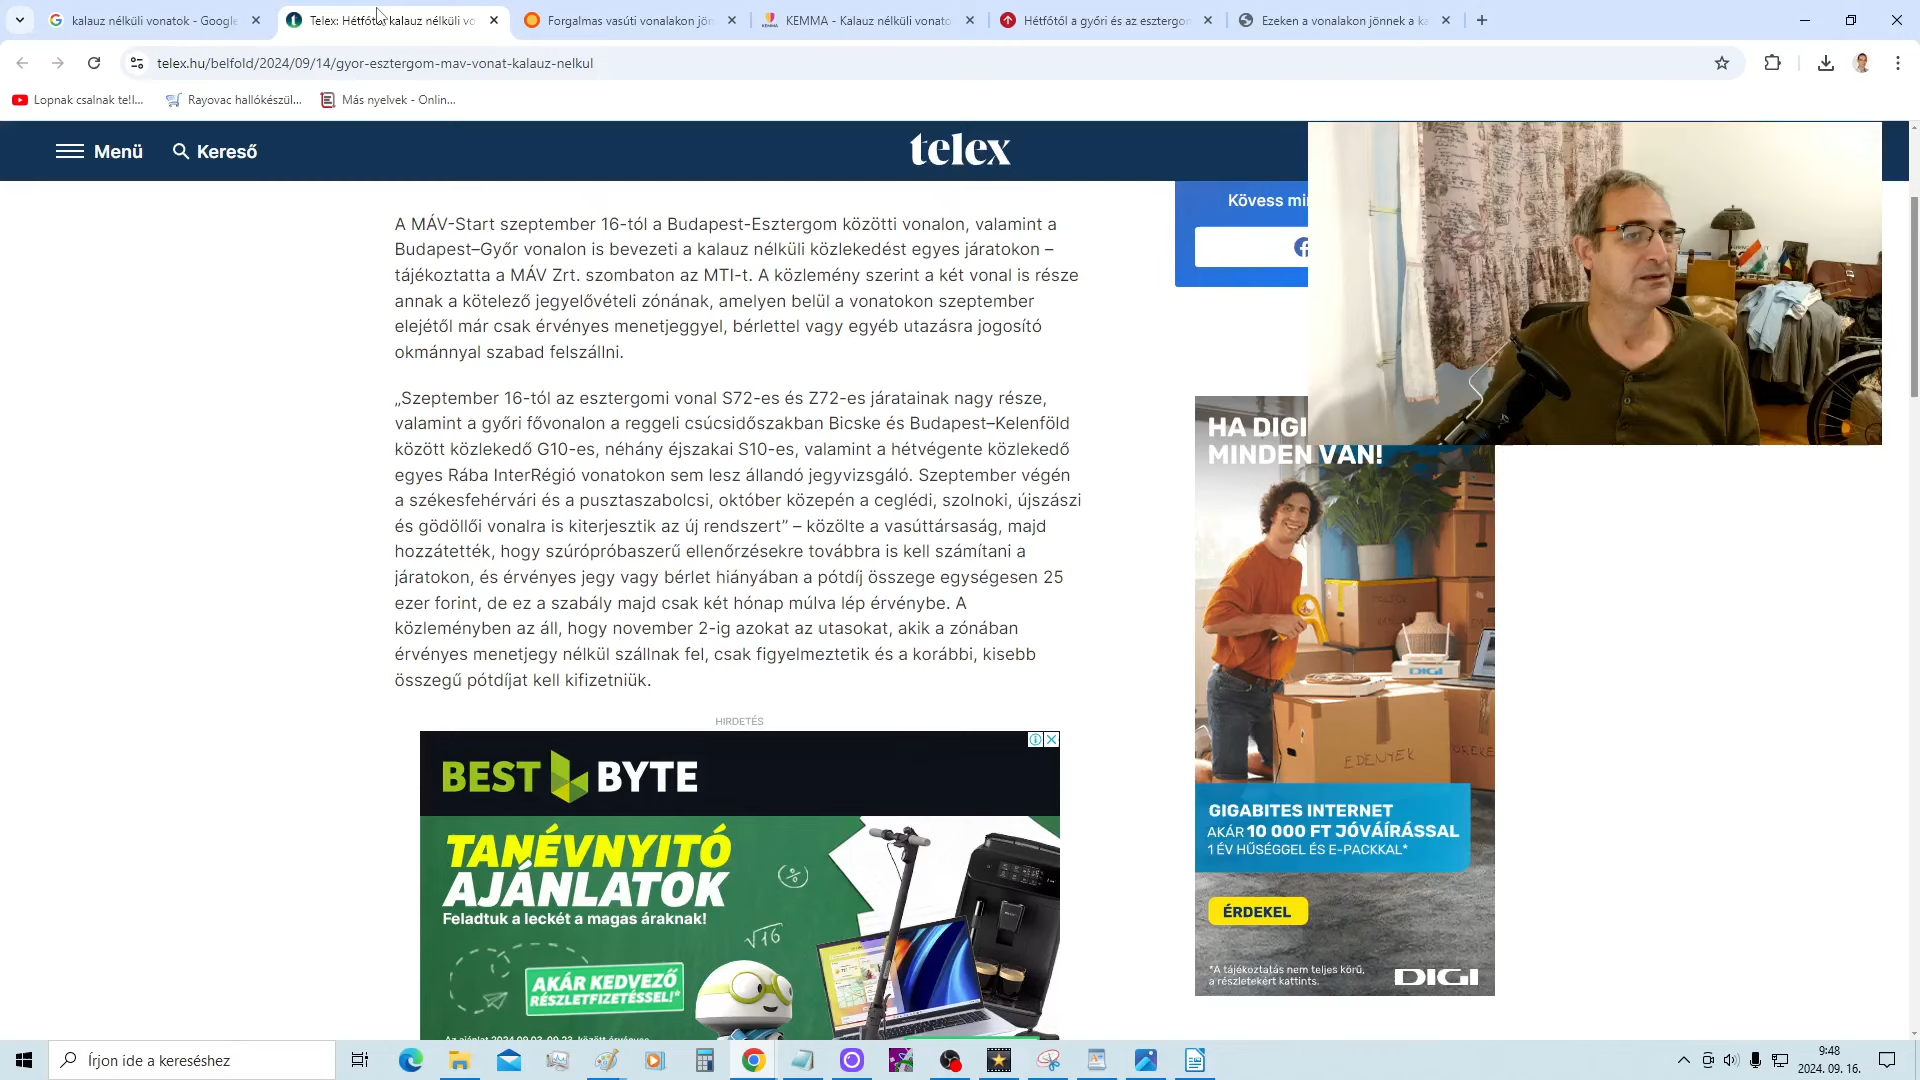 kalauz nélküli vonatok - Google
Telex: Hétfőtől kalauz nélküli vo
Forgalmas vasúti vonalakon jön
KEMMA - Kalauz nélküli vonato
Hétfőtől a győri és az esztergo
Ezeken a vonalakon jönnek a ka
telex.hu/belfold/2024/09/14/gyor-esztergom-mav-vonat-kalauz-nelkul
Lopnak csalnak te!l...
Rayovac hallókészül...
Más nyelvek - Onlin...
Menü
Kereső
telex
Kövess mi
A MÁV-Start szeptember 16-tól a Budapest-Esztergom közötti vonalon, valamint a
Budapest–Győr vonalon is bevezeti a kalauz nélküli közlekedést egyes járatokon –
tájékoztatta a MÁV Zrt. szombaton az MTI-t. A közlemény szerint a két vonal is része
annak a kötelező jegyelővételi zónának, amelyen belül a vonatokon szeptember
elejétől már csak érvényes menetjeggyel, bérlettel vagy egyéb utazásra jogosító
okmánnyal szabad felszállni.
„Szeptember 16-tól az esztergomi vonal S72-es és Z72-es járatainak nagy része,
valamint a győri fővonalon a reggeli csúcsidőszakban Bicske és Budapest–Kelenföld
között közlekedő G10-es, néhány éjszakai S10-es, valamint a hétvégente közlekedő
egyes Rába InterRégió vonatokon sem lesz állandó jegyvizsgáló. Szeptember végén
a székesfehérvári és a pusztaszabolcsi, október közepén a ceglédi, szolnoki, újszászi
és gödöllői vonalra is kiterjesztik az új rendszert” – közölte a vasúttársaság, majd
hozzátették, hogy szúrópróbaszerű ellenőrzésekre továbbra is kell számítani a
járatokon, és érvényes jegy vagy bérlet hiányában a pótdíj összege egységesen 25
ezer forint, de ez a szabály majd csak két hónap múlva lép érvénybe. A
közleményben az áll, hogy november 2-ig azokat az utasokat, akik a zónában
érvényes menetjegy nélkül szállnak fel, csak figyelmeztetik és a korábbi, kisebb
összegű pótdíjat kell kifizetniük.
HIRDETÉS
BEST BYTE
TANÉVNYITÓ
AJÁNLATOK
Feladtuk a leckét a magas áraknak!
%
√16
AKÁR KEDVEZŐ
RÉSZLETFIZETÉSSEL!*
HA DIGI
MINDEN VAN!
DIGI
EDÉNYEK
GIGABITES INTERNET
AKÁR 10 000 FT JÓVÁÍRÁSSAL
1 ÉV HŰSÉGGEL ÉS E-PACKKAL*
ÉRDEKEL
*A tájékoztatás nem teljes körű,
a részletekért kattints.
DIGI
Írjon ide a kereséshez
9:48
2024. 09. 16.